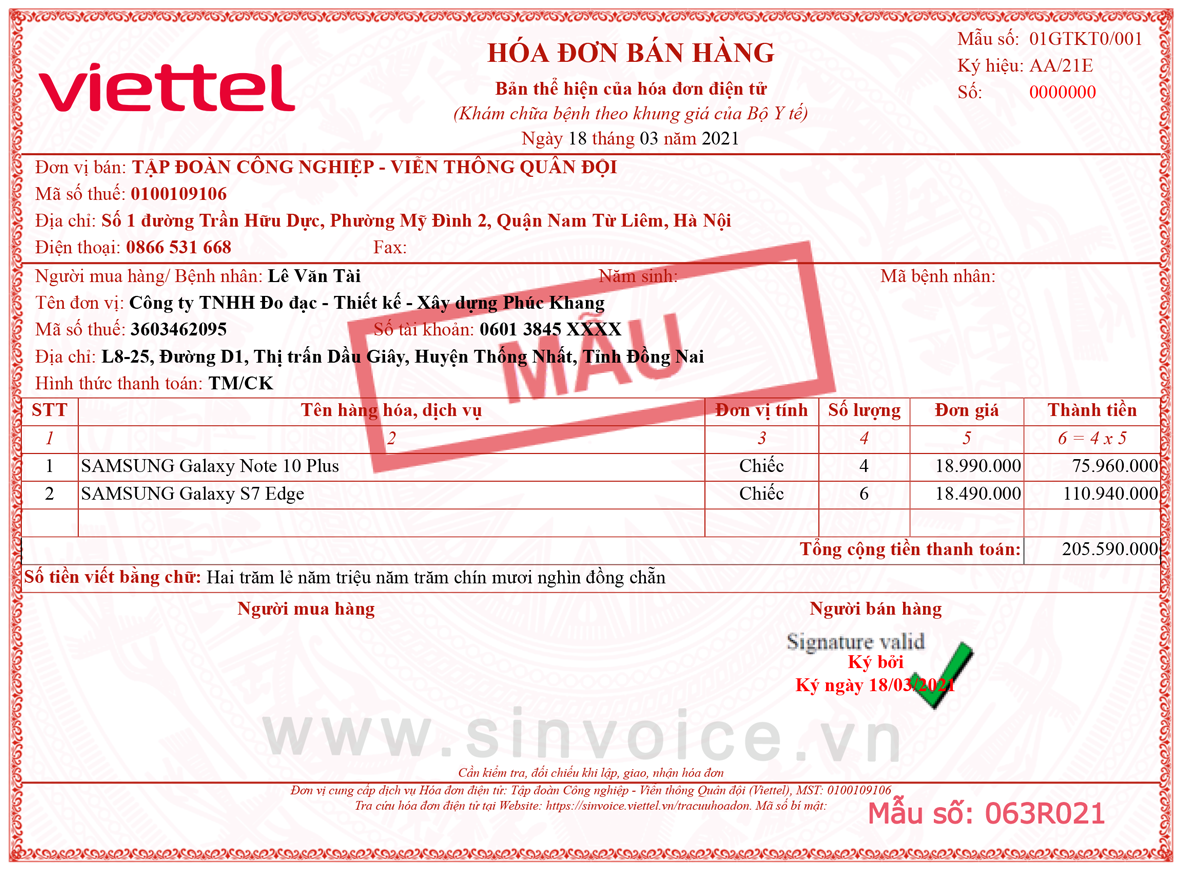 viettel
HÓA ĐƠN BÁN HÀNG
Bản thể hiện của hóa đơn điện tử
(Khám chữa bệnh theo khung giá của Bộ Y tế)
Ngày 18 tháng 03 năm 2021
Mẫu số: 01GTKT0/001
Ký hiệu: AA/21E
Số: 0000000
Đơn vị bán: TẬP ĐOÀN CÔNG NGHIỆP - VIỄN THÔNG QUÂN ĐỘI
Mã số thuế: 0100109106
Địa chỉ: Số 1 đường Trần Hữu Dực, Phường Mỹ Đình 2, Quận Nam Từ Liêm, Hà Nội
Điện thoại: 0866 531 668 Fax:
Người mua hàng/ Bệnh nhân: Lê Văn Tài Năm sinh: Mã bệnh nhân:
Tên đơn vị: Công ty TNHH Đo đạc - Thiết kế - Xây dựng Phúc Khang
Mã số thuế: 3603462095 Số tài khoản: 0601 3845 XXXX
Địa chỉ: L8-25, Đường D1, Thị trấn Dầu Giây, Huyện Thống Nhất, Tỉnh Đồng Nai
Hình thức thanh toán: TM/CK
MẪU
STT Tên hàng hóa, dịch vụ Đơn vị tính Số lượng Đơn giá Thành tiền
1 2 3 4 5 6 = 4 x 5
1 SAMSUNG Galaxy Note 10 Plus Chiếc 4 18.990.000 75.960.000
2 SAMSUNG Galaxy S7 Edge Chiếc 6 18.490.000 110.940.000
Tổng cộng tiền thanh toán: 205.590.000
Số tiền viết bằng chữ: Hai trăm lẻ năm triệu năm trăm chín mươi nghìn đồng chẵn
Người mua hàng Người bán hàng
Signature valid
Ký bởi
Ký ngày 18/03/2021
www.sinvoice.vn
Cần kiểm tra, đối chiếu khi lập, giao, nhận hóa đơn
Đơn vị cung cấp dịch vụ Hóa đơn điện tử: Tập đoàn Công nghiệp - Viễn thông Quân đội (Viettel), MST: 0100109106
Tra cứu hóa đơn điện tử tại Website: https://sinvoice.viettel.vn/tracuuhoadon. Mã số bí mật:
Mẫu số: 063R021